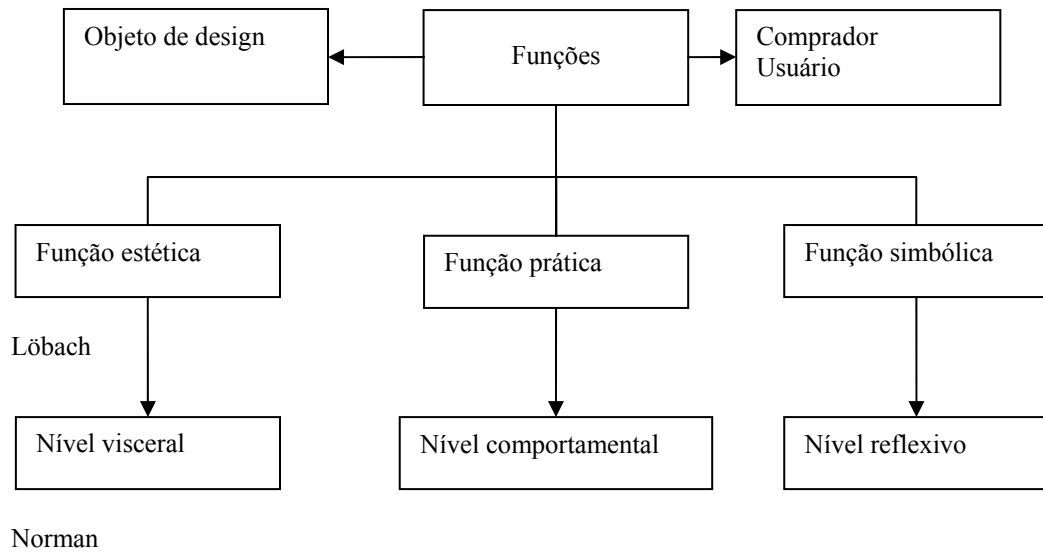 Objeto de design
Funções
Comprador
Usuário
Função estética
Função prática
Função simbólica
Löbach
Nível visceral
Nível comportamental
Nível reflexivo
Norman